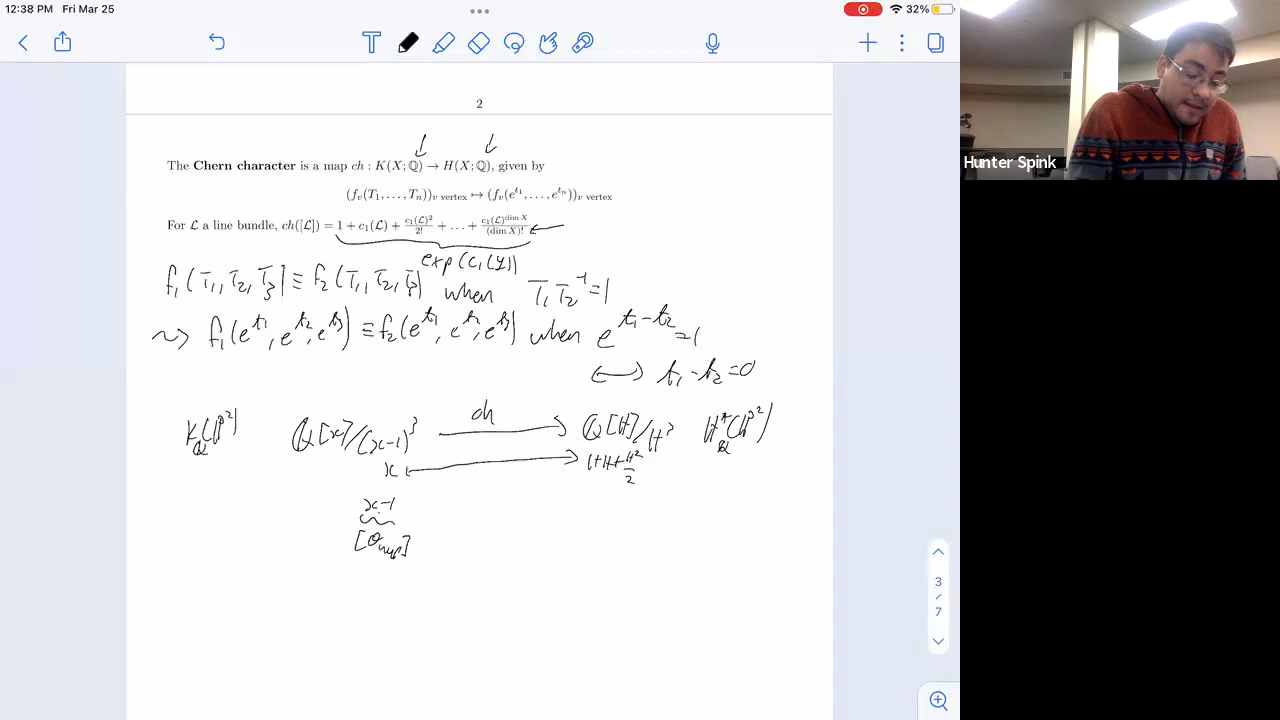 12:38 PM Fri Mar 25
32%
Hunter Spink
2
The Chern character is a map ch : K(X; ℚ) → H(X; ℚ), given by
(f_v(T_1, …, T_n))_{v vertex} ↦ (f_v(e^{t_1}, …, e^{t_n}))_{v vertex}
For ℒ a line bundle, ch([ℒ]) = 1 + c_1(ℒ) + c_1(ℒ)^2/2! + … + c_1(ℒ)^{dim X}/(dim X)!
exp(c_1(ℒ))
f_1(T_1, T_2, T_3) ≡ f_2(T_1, T_2, T_3) when T_1 T_2^{-1} = 1
⇝ f_1(e^{t_1}, e^{t_2}, e^{t_3}) ≡ f_2(e^{t_1}, e^{t_2}, e^{t_3}) when e^{t_1-t_2} = 1
⟷ t_1 - t_2 = 0
K_ℚ(ℙ^2) ℚ[x]/(x-1)^3 ch → ℚ[H]/H^3 H^*_ℚ(ℙ^2)
x ⟷ 1+H+H^2/2
x-1
[O_{hyp}]
3
/
7